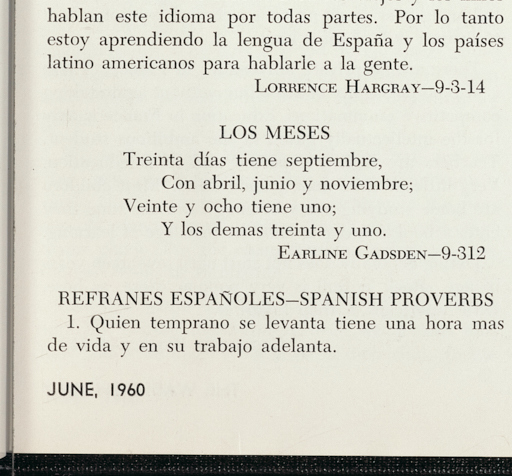 hablan este idioma por todas partes. Por lo tanto
estoy aprendiendo la lengua de España y los países
latino americanos para hablarle a la gente.
Lorrence Hargray—9-3-14
LOS MESES
Treinta días tiene septiembre,
Con abril, junio y noviembre;
Veinte y ocho tiene uno;
Y los demas treinta y uno.
Earline Gadsden—9-312
REFRANES ESPAÑOLES—SPANISH PROVERBS
1. Quien temprano se levanta tiene una hora mas
de vida y en su trabajo adelanta.
JUNE, 1960